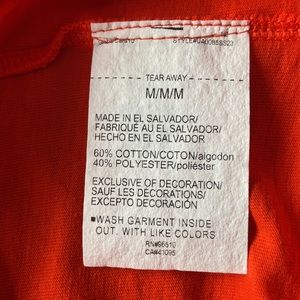 TEAR AWAY
M/M/M
MADE IN EL SALVADOR/
FABRIQUÉ AU EL SALVADOR/
HECHO EN EL SALVADOR
60% COTTON/COTON/algodon
40% POLYESTER/poliéster
EXCLUSIVE OF DECORATION/
SAUF LES DECORATIONS/
EXCEPTO DECORACIÓN
■WASH GARMENT INSIDE
OUT. WITH LIKE COLORS
RN#96510
CA#41095